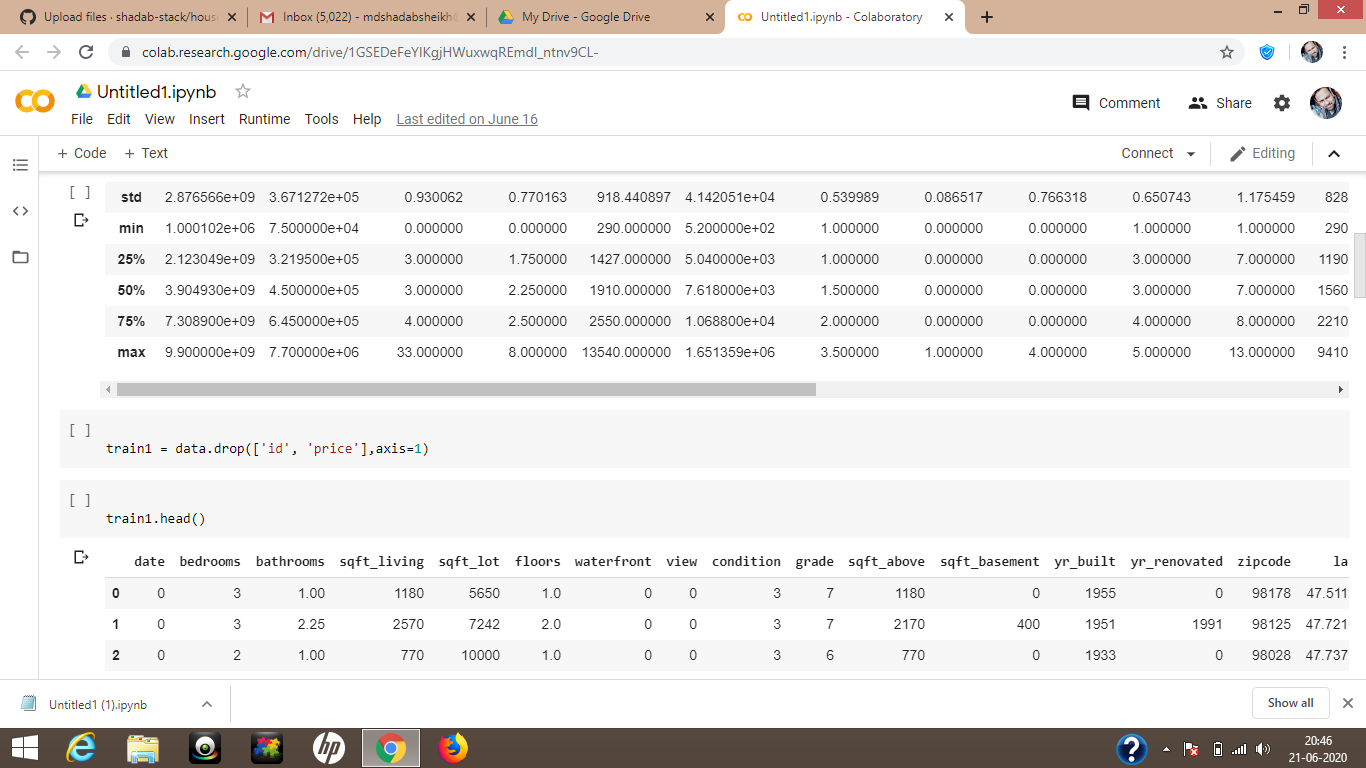 Upload files · shadab-stack/hous
Inbox (5,022) - mdshadabsheikh
My Drive - Google Drive
Untitled1.ipynb - Colaboratory
colab.research.google.com/drive/1GSEDeFeYlKgjHWuxwqREmdI_ntnv9CL-
Untitled1.ipynb
Comment Share
File Edit View Insert Runtime Tools Help Last edited on June 16
+ Code + Text Connect Editing
[ ]
std 2.876566e+09 3.671272e+05 0.930062 0.770163 918.440897 4.142051e+04 0.539989 0.086517 0.766318 0.650743 1.175459 828
min 1.000102e+06 7.500000e+04 0.000000 0.000000 290.000000 5.200000e+02 1.000000 0.000000 0.000000 1.000000 1.000000 290
25% 2.123049e+09 3.219500e+05 3.000000 1.750000 1427.000000 5.040000e+03 1.000000 0.000000 0.000000 3.000000 7.000000 1190
50% 3.904930e+09 4.500000e+05 3.000000 2.250000 1910.000000 7.618000e+03 1.500000 0.000000 0.000000 3.000000 7.000000 1560
75% 7.308900e+09 6.450000e+05 4.000000 2.500000 2550.000000 1.068800e+04 2.000000 0.000000 0.000000 4.000000 8.000000 2210
max 9.900000e+09 7.700000e+06 33.000000 8.000000 13540.000000 1.651359e+06 3.500000 1.000000 4.000000 5.000000 13.000000 9410
[ ]
train1 = data.drop(['id', 'price'],axis=1)
[ ]
train1.head()
date bedrooms bathrooms sqft_living sqft_lot floors waterfront view condition grade sqft_above sqft_basement yr_built yr_renovated zipcode la
0 0 3 1.00 1180 5650 1.0 0 0 3 7 1180 0 1955 0 98178 47.511
1 0 3 2.25 2570 7242 2.0 0 0 3 7 2170 400 1951 1991 98125 47.721
2 0 2 1.00 770 10000 1.0 0 0 3 6 770 0 1933 0 98028 47.737
Untitled1 (1).ipynb
Show all
hp
20:46
21-06-2020